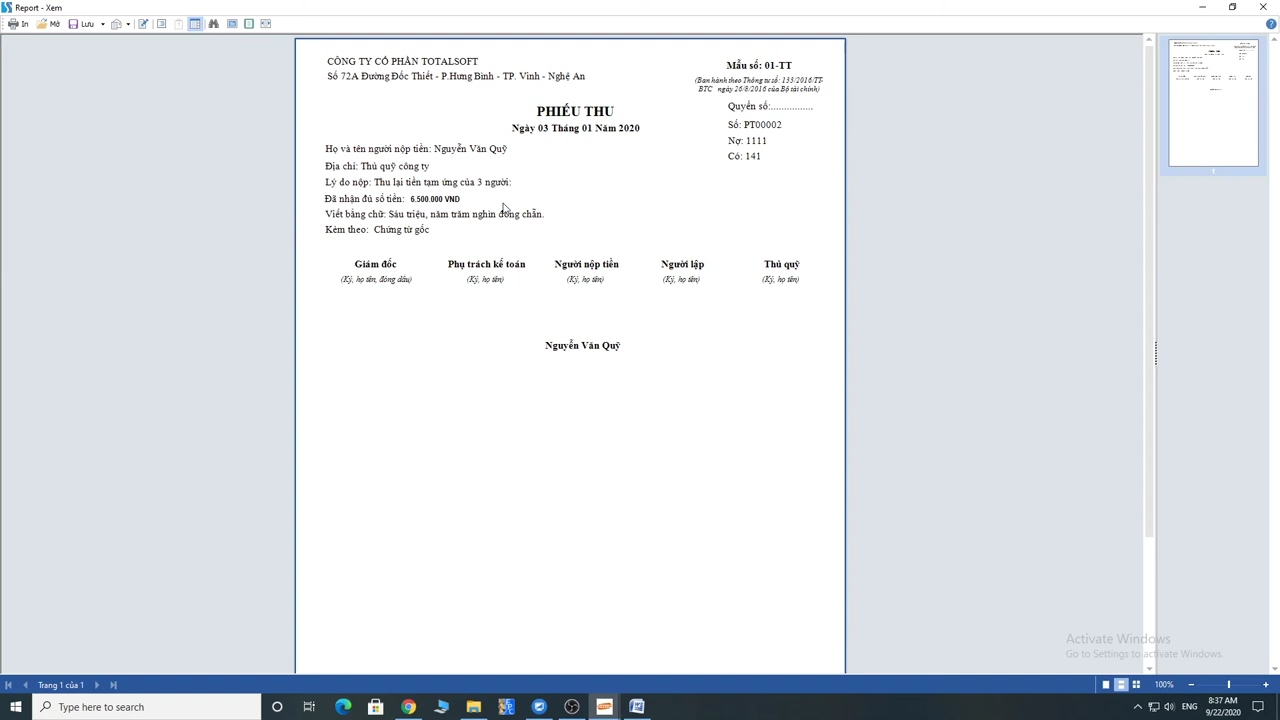 Report - Xem
In Mở Lưu
CÔNG TY CỔ PHẦN TOTALSOFT
Số 72A Đường Đốc Thiết - P.Hưng Bình - TP. Vinh - Nghệ An
Mẫu số: 01-TT
(Ban hành theo Thông tư số: 133/2016/TT-
BTC ngày 26/8/2016 của Bộ tài chính)
PHIẾU THU
Ngày 03 Tháng 01 Năm 2020
Quyển số:................
Số: PT00002
Nợ: 1111
Có: 141
Họ và tên người nộp tiền: Nguyễn Văn Quỹ
Địa chỉ: Thủ quỹ công ty
Lý do nộp: Thu lại tiền tạm ứng của 3 người:
Đã nhận đủ số tiền: 6.500.000 VND
Viết bằng chữ: Sáu triệu, năm trăm nghìn đồng chẵn.
Kèm theo: Chứng từ gốc
Giám đốc Phụ trách kế toán Người nộp tiền Người lập Thủ quỹ
(Ký, họ tên, đóng dấu) (Ký, họ tên) (Ký, họ tên) (Ký, họ tên) (Ký, họ tên)
Nguyễn Văn Quỹ
1
Activate Windows
Go to Settings to activate Windows.
Trang 1 của 1
100%
Type here to search
ENG
8:37 AM
9/22/2020